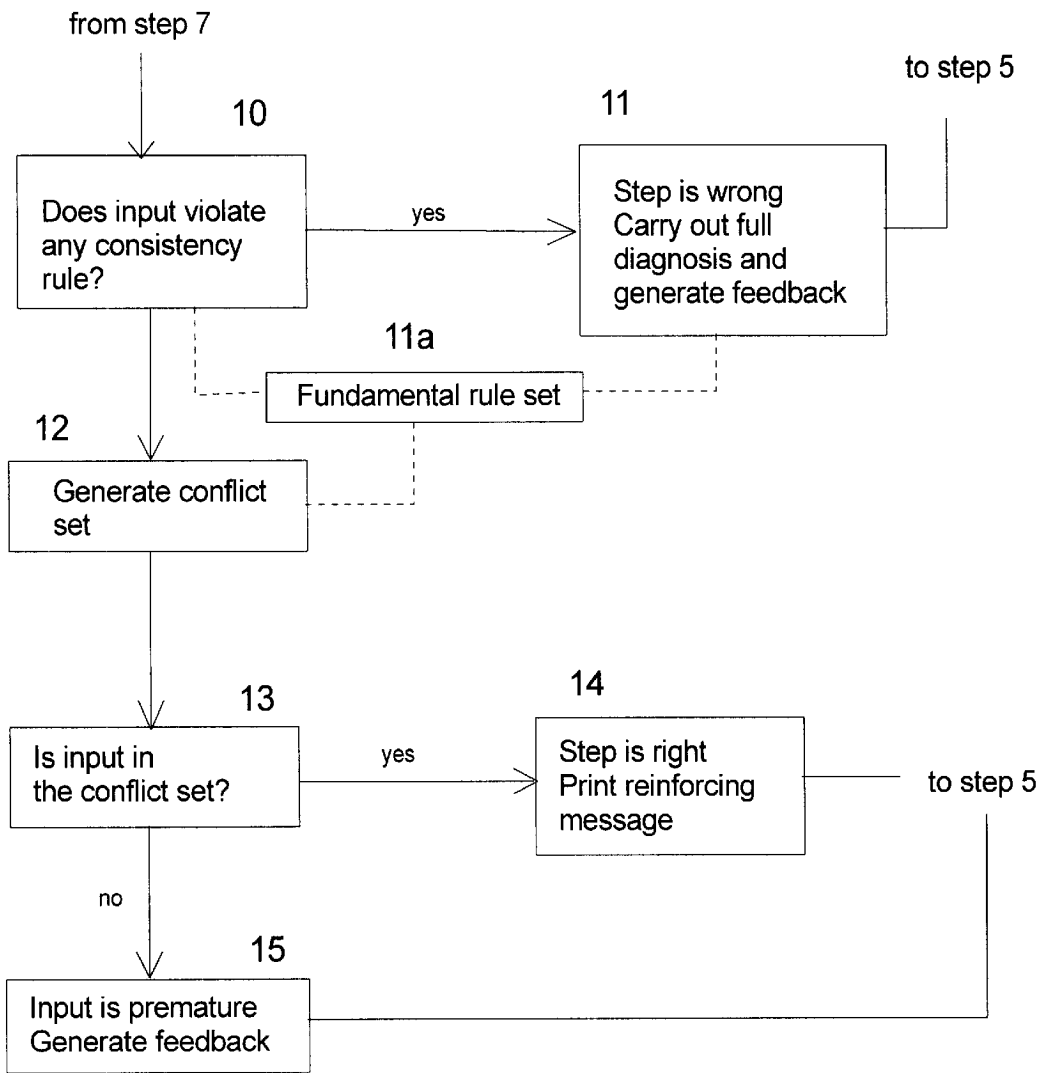 from step 7
to step 5
10
11
Does input violate
any consistency
rule?
yes
Step is wrong
Carry out full
diagnosis and
generate feedback
11a
Fundamental rule set
12
Generate conflict
set
13
14
Is input in
the conflict set?
yes
Step is right
Print reinforcing
message
to step 5
no
15
Input is premature
Generate feedback